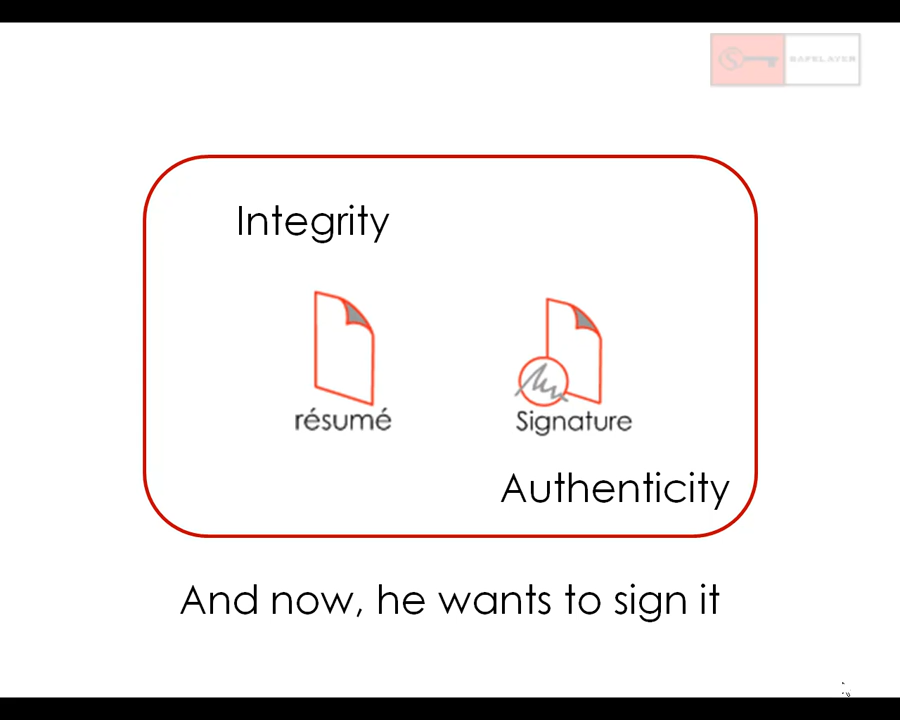 SAFELAYER
Integrity
résumé
Signature
Authenticity
And now, he wants to sign it